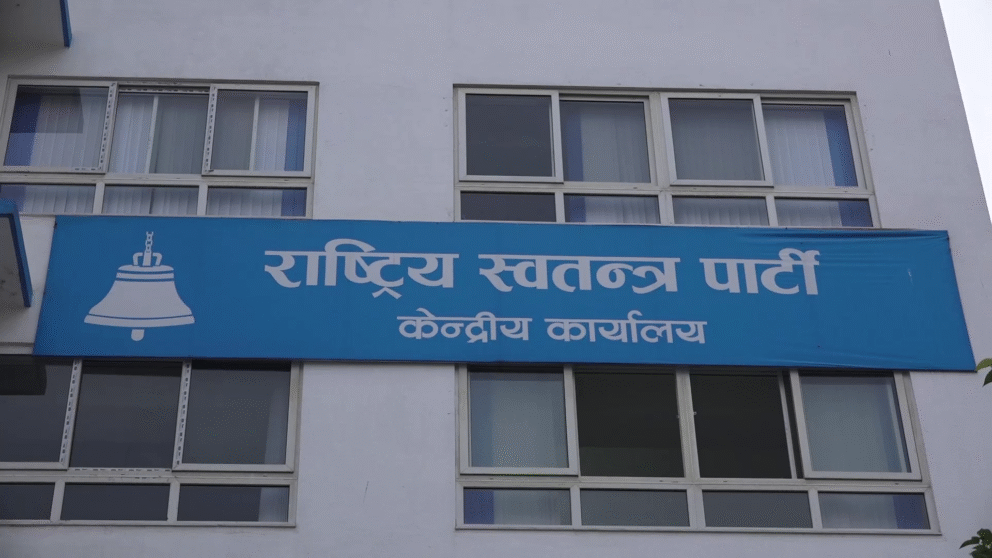 राष्ट्रिय स्वतन्त्र पार्टी
केन्द्रीय कार्यालय